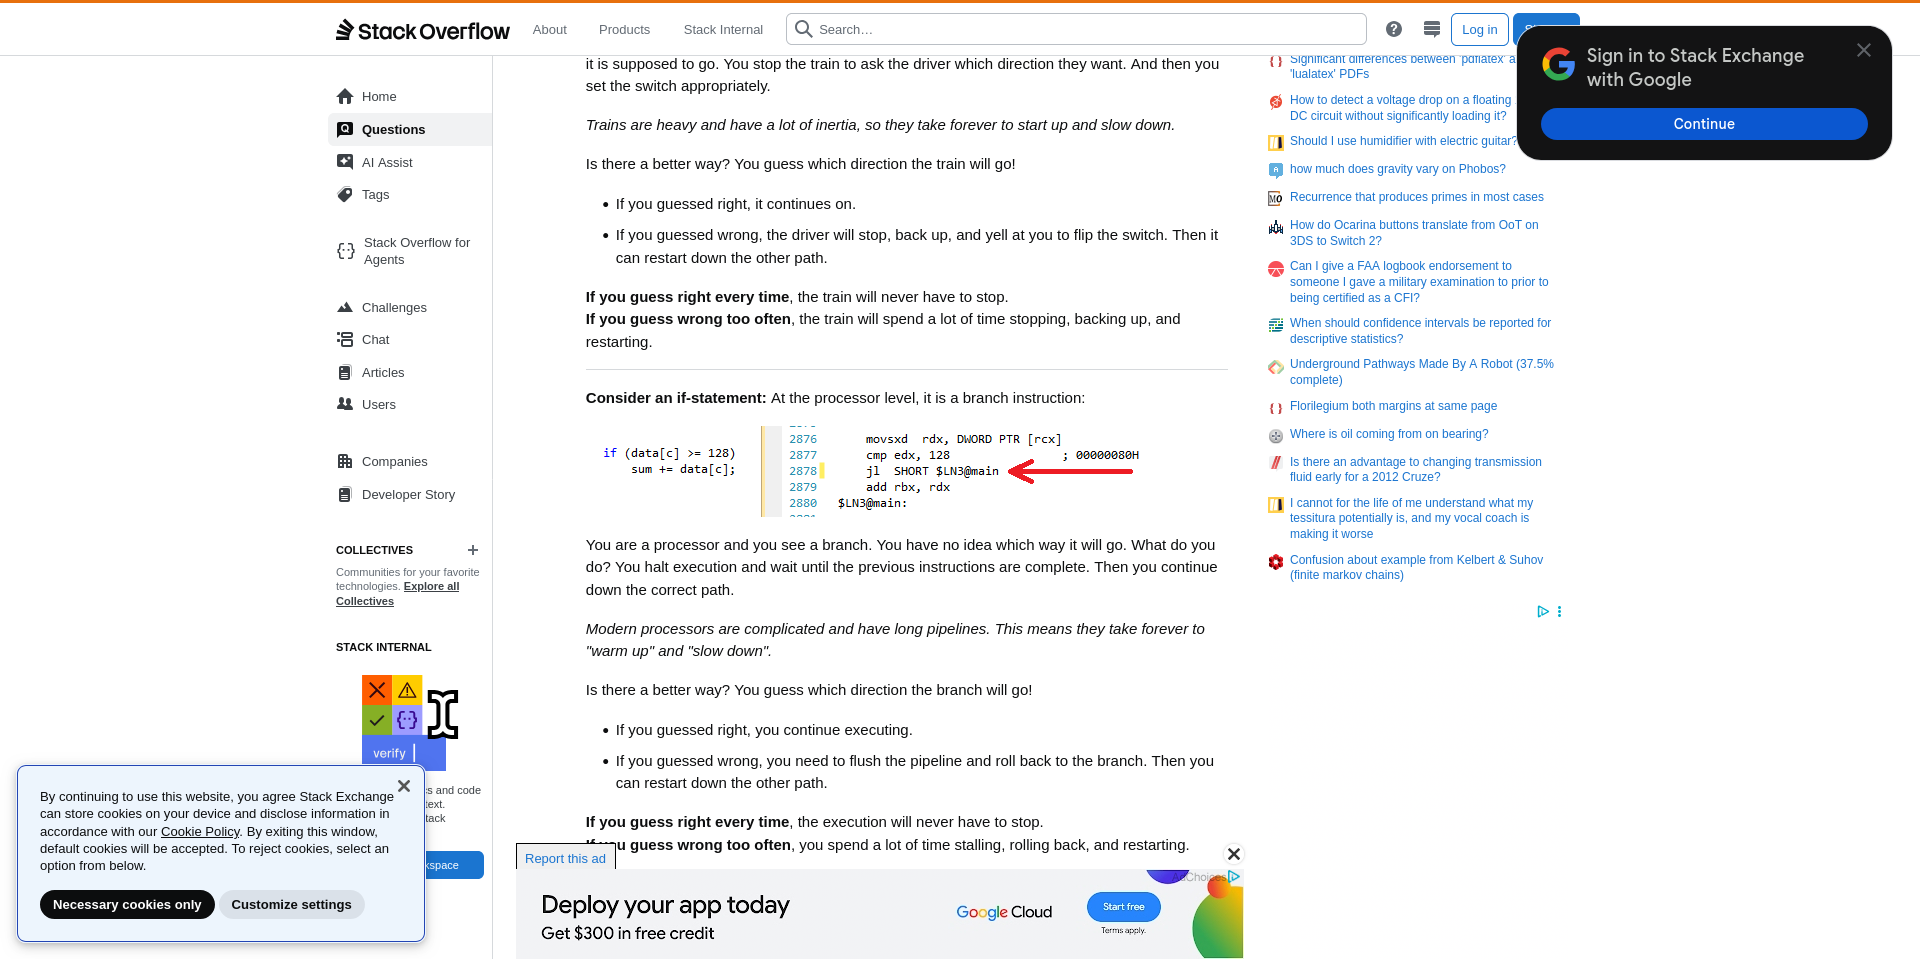 Stack Overflow
About
Products
Stack Internal
Search…
Log in
Sign in to Stack Exchange
with Google
Continue
Home
Questions
AI Assist
Tags
Stack Overflow for
Agents
Challenges
Chat
Articles
Users
Companies
Developer Story
COLLECTIVES
Communities for your favorite
technologies. Explore all
Collectives
STACK INTERNAL
verify
and code
kspace
By continuing to use this website, you agree Stack Exchange
can store cookies on your device and disclose information in
accordance with our Cookie Policy. By exiting this window,
default cookies will be accepted. To reject cookies, select an
option from below.
Necessary cookies only
Customize settings
it is supposed to go. You stop the train to ask the driver which direction they want. And then you
set the switch appropriately.
Trains are heavy and have a lot of inertia, so they take forever to start up and slow down.
Is there a better way? You guess which direction the train will go!
• If you guessed right, it continues on.
• If you guessed wrong, the driver will stop, back up, and yell at you to flip the switch. Then it
can restart down the other path.
If you guess right every time, the train will never have to stop.
If you guess wrong too often, the train will spend a lot of time stopping, backing up, and
restarting.
Consider an if-statement: At the processor level, it is a branch instruction:
if (data[c] >= 128)
sum += data[c];
2876 movsxd rdx, DWORD PTR [rcx]
2877 cmp edx, 128 ; 00000080H
2878 jl SHORT $LN3@main
2879 add rbx, rdx
2880 $LN3@main:
You are a processor and you see a branch. You have no idea which way it will go. What do you
do? You halt execution and wait until the previous instructions are complete. Then you continue
down the correct path.
Modern processors are complicated and have long pipelines. This means they take forever to
"warm up" and "slow down".
Is there a better way? You guess which direction the branch will go!
• If you guessed right, you continue executing.
• If you guessed wrong, you need to flush the pipeline and roll back to the branch. Then you
can restart down the other path.
If you guess right every time, the execution will never have to stop.
you guess wrong too often, you spend a lot of time stalling, rolling back, and restarting.
Report this ad
AdChoices
Deploy your app today
Get $300 in free credit
Google Cloud
Start free
Terms apply.
Significant differences between 'pdflatex' a
'lualatex' PDFs
How to detect a voltage drop on a floating
DC circuit without significantly loading it?
Should I use humidifier with electric guitar?
how much does gravity vary on Phobos?
Recurrence that produces primes in most cases
How do Ocarina buttons translate from OoT on
3DS to Switch 2?
Can I give a FAA logbook endorsement to
someone I gave a military examination to prior to
being certified as a CFI?
When should confidence intervals be reported for
descriptive statistics?
Underground Pathways Made By A Robot (37.5%
complete)
Florilegium both margins at same page
Where is oil coming from on bearing?
Is there an advantage to changing transmission
fluid early for a 2012 Cruze?
I cannot for the life of me understand what my
tessitura potentially is, and my vocal coach is
making it worse
Confusion about example from Kelbert & Suhov
(finite markov chains)